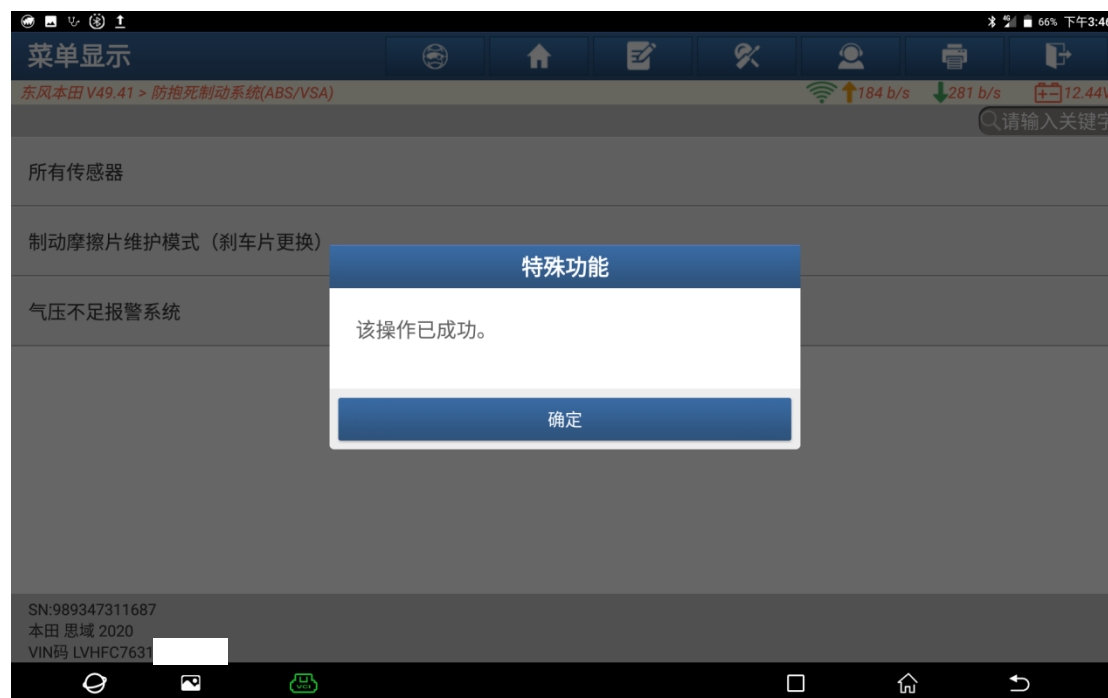 66% 下午3:46
菜单显示
东风本田 V49.41 > 防抱死制动系统(ABS/VSA)
184 b/s
281 b/s
12.44V
请输入关键字
所有传感器
制动摩擦片维护模式（刹车片更换）
气压不足报警系统
特殊功能
该操作已成功。
确定
SN:989347311687
本田 思域 2020
VIN码 LVHFC7631
VCI